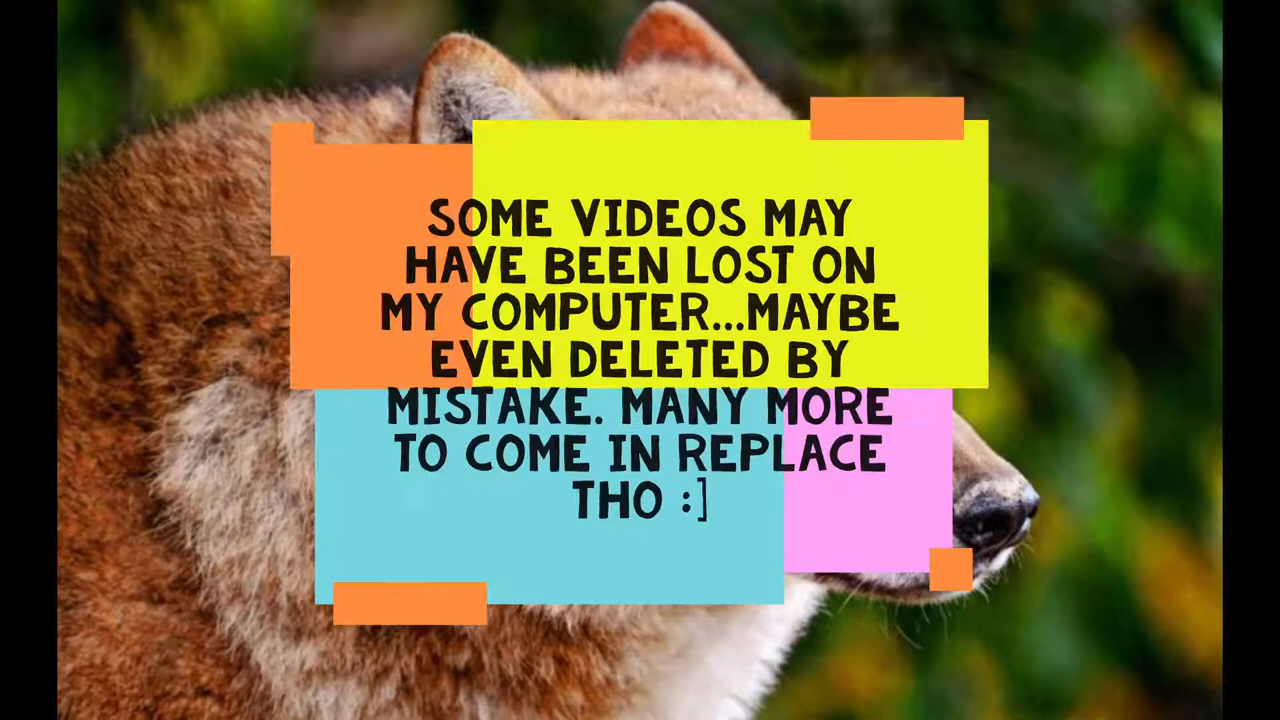 SOME VIDEOS MAY
HAVE BEEN LOST ON
MY COMPUTER...MAYBE
EVEN DELETED BY
MISTAKE. MANY MORE
TO COME IN REPLACE
THO :]